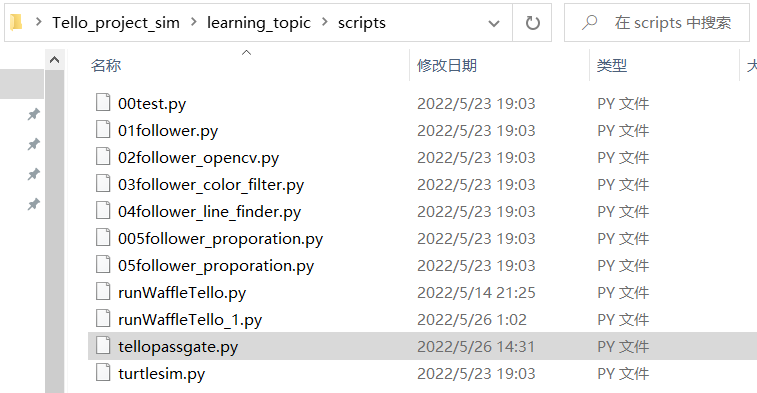 Tello_project_sim > learning_topic > scripts 在 scripts 中搜索
名称 修改日期 类型 大
00test.py 2022/5/23 19:03 PY 文件
01follower.py 2022/5/23 19:03 PY 文件
02follower_opencv.py 2022/5/23 19:03 PY 文件
03follower_color_filter.py 2022/5/23 19:03 PY 文件
04follower_line_finder.py 2022/5/23 19:03 PY 文件
005follower_proporation.py 2022/5/23 19:03 PY 文件
05follower_proporation.py 2022/5/23 19:03 PY 文件
runWaffleTello.py 2022/5/14 21:25 PY 文件
runWaffleTello_1.py 2022/5/26 1:02 PY 文件
tellopassgate.py 2022/5/26 14:31 PY 文件
turtlesim.py 2022/5/23 19:03 PY 文件